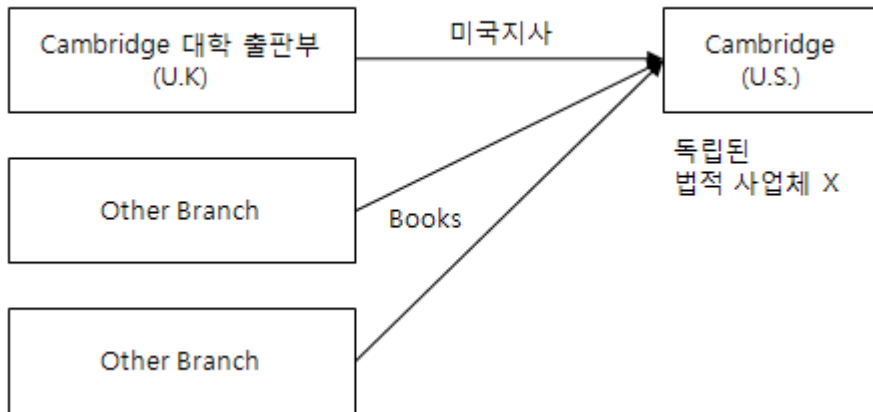 Cambridge 대학 출판부
(U.K)
미국지사
Cambridge
(U.S.)
독립된
법적 사업체 X
Other Branch
Books
Other Branch